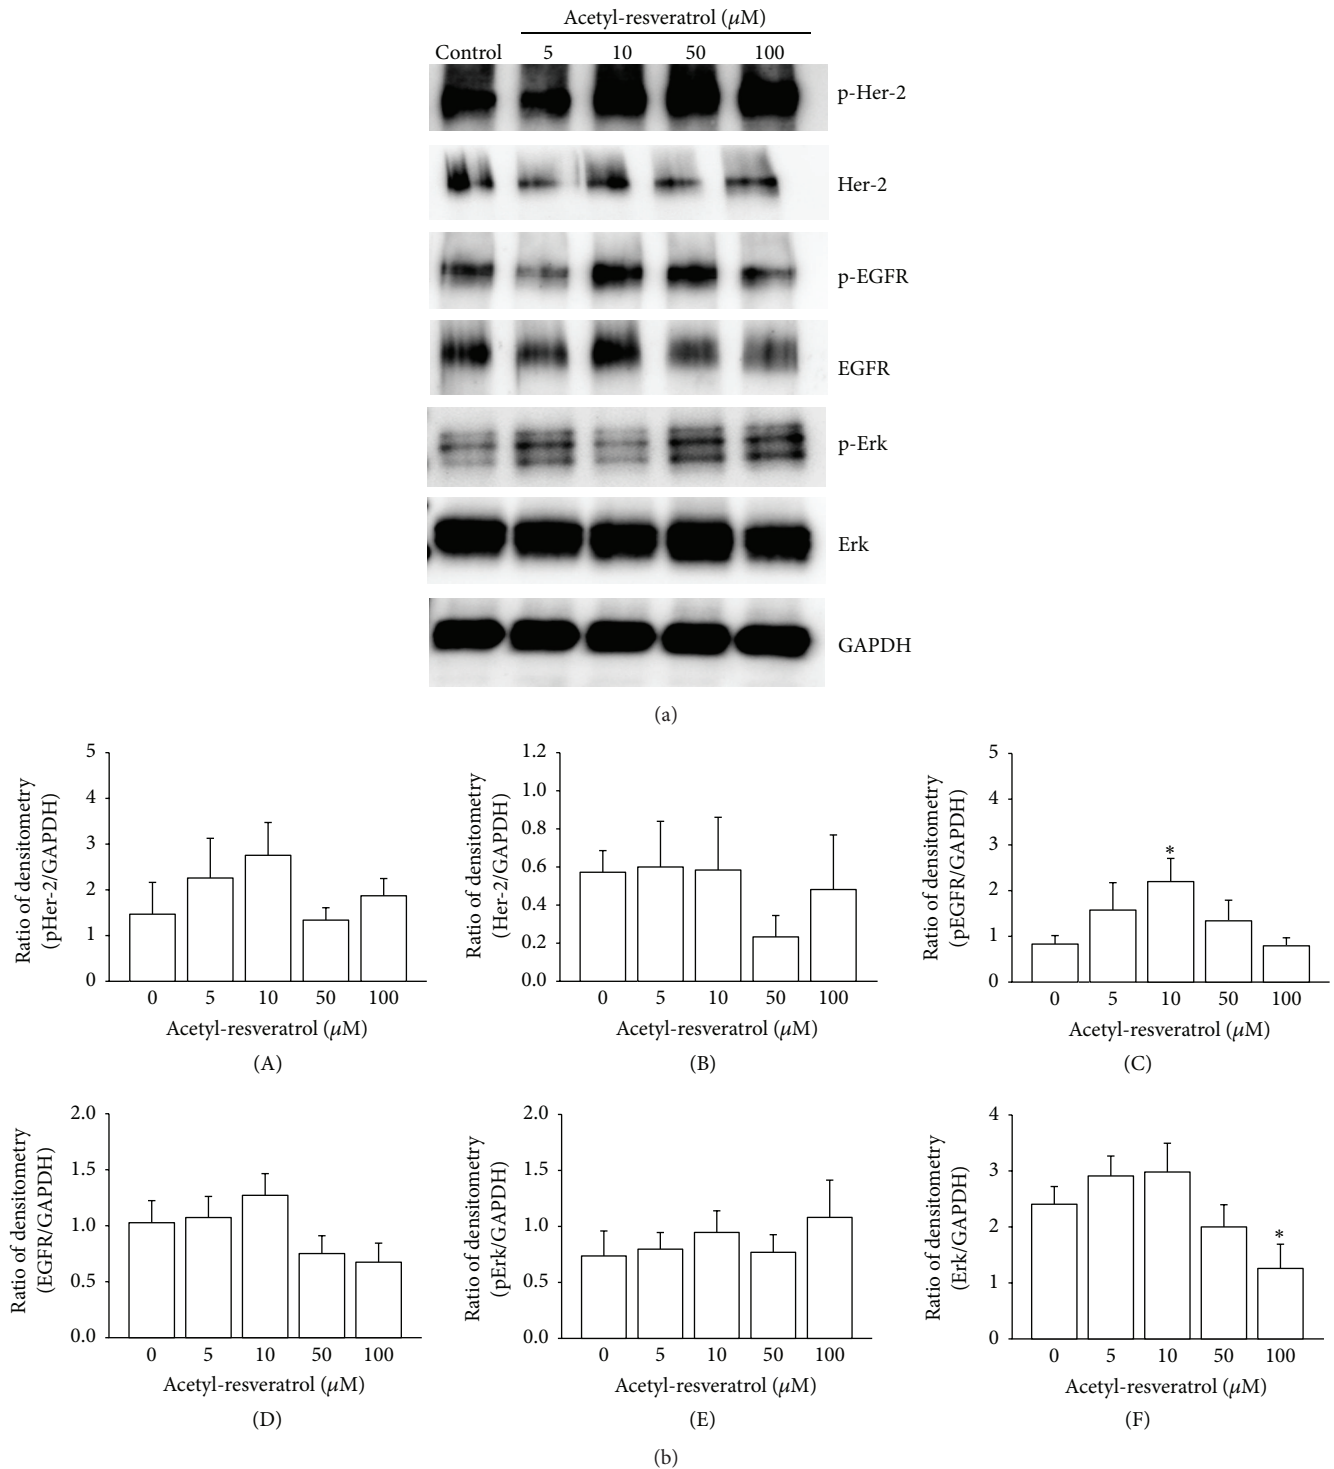 Acetyl-resveratrol (μM)
Control 5 10 50 100
p-Her-2
Her-2
p-EGFR
EGFR
p-Erk
Erk
GAPDH
(a)
Ratio of densitometry
(pHer-2/GAPDH)
5
4
3
2
1
0
0 5 10 50 100
Acetyl-resveratrol (μM)
(A)
Ratio of densitometry
(Her-2/GAPDH)
1.2
1.0
0.8
0.6
0.4
0.2
0.0
0 5 10 50 100
Acetyl-resveratrol (μM)
(B)
Ratio of densitometry
(pEGFR/GAPDH)
5
4
3
2
1
0
*
0 5 10 50 100
Acetyl-resveratrol (μM)
(C)
Ratio of densitometry
(EGFR/GAPDH)
2.0
1.5
1.0
0.5
0.0
0 5 10 50 100
Acetyl-resveratrol (μM)
(D)
Ratio of densitometry
(pErk/GAPDH)
2.0
1.5
1.0
0.5
0.0
0 5 10 50 100
Acetyl-resveratrol (μM)
(E)
Ratio of densitometry
(Erk/GAPDH)
4
3
2
1
0
*
0 5 10 50 100
Acetyl-resveratrol (μM)
(F)
(b)